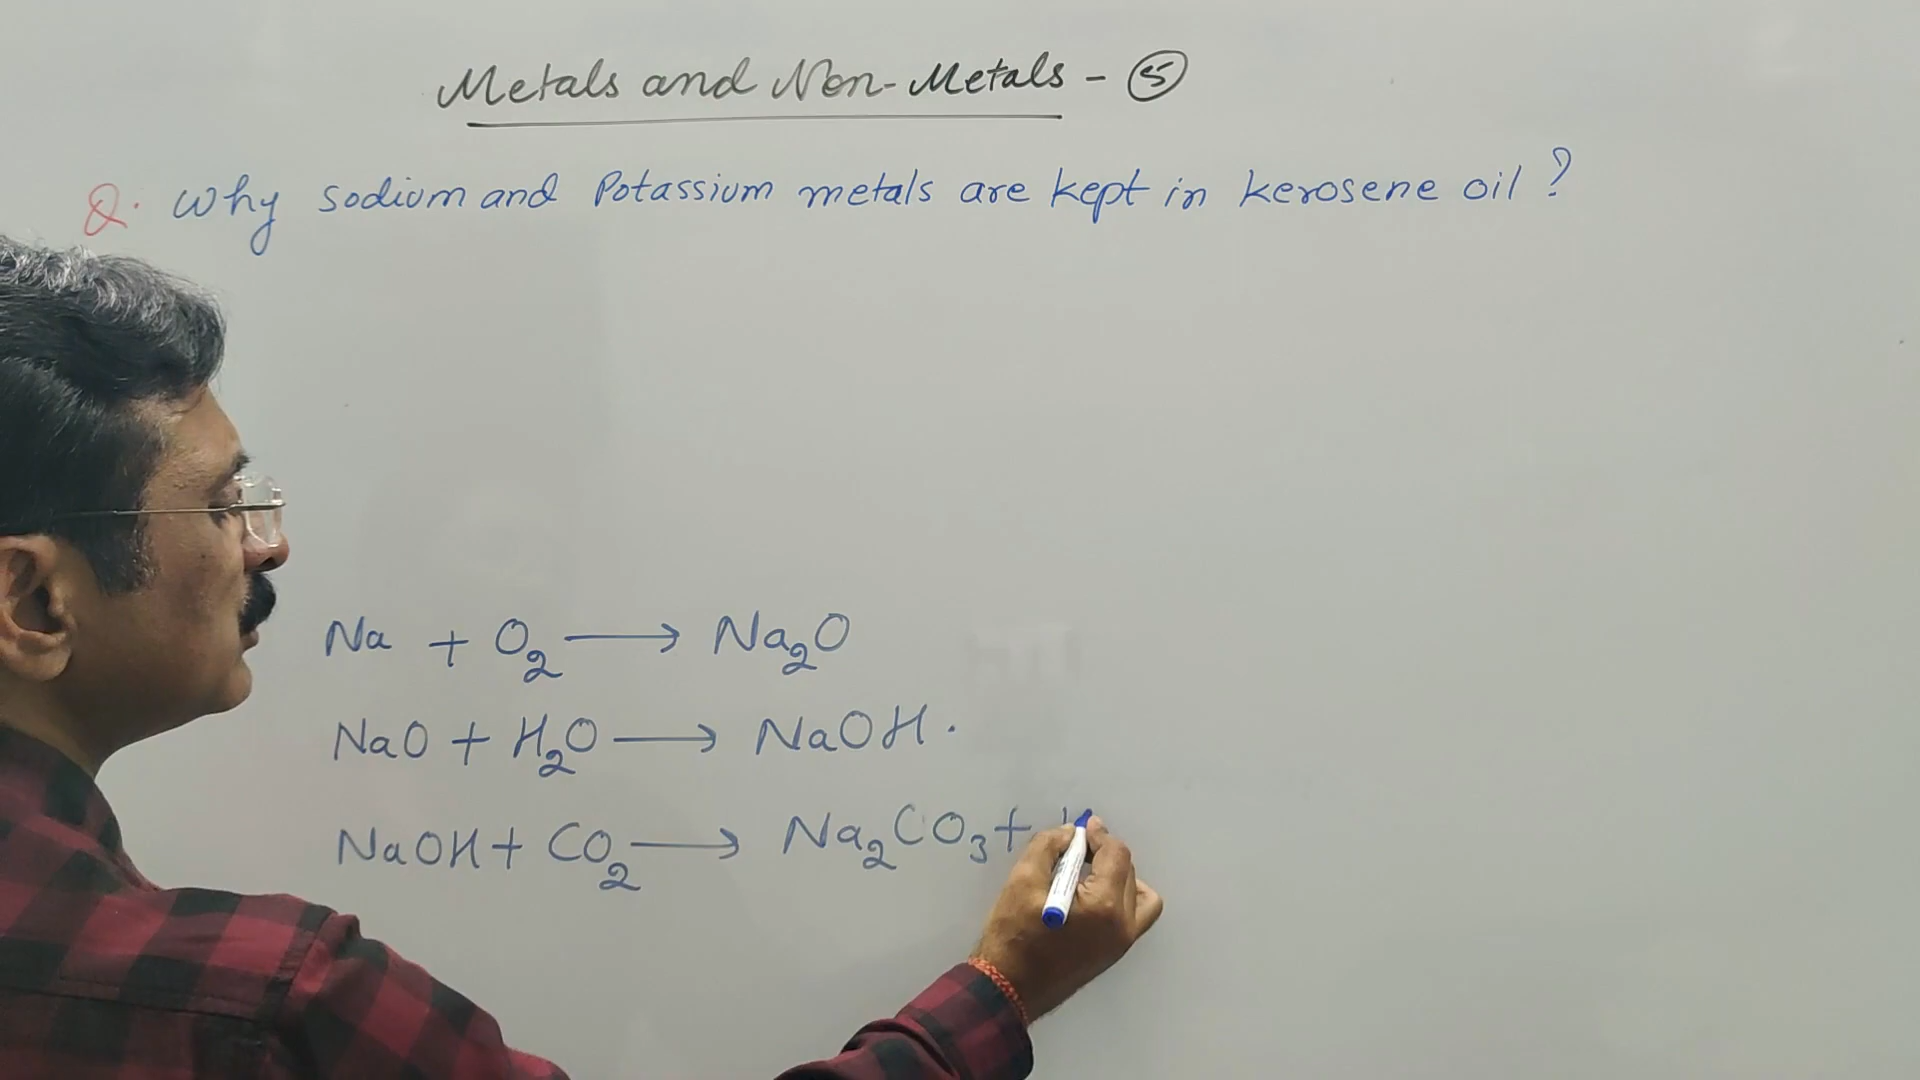 Metals and Non-Metals - 5
Q. Why sodium and Potassium metals are kept in kerosene oil ?
Na + O₂ → Na₂O
NaO + H₂O → NaOH.
NaOH + CO₂ → Na₂CO₃ +